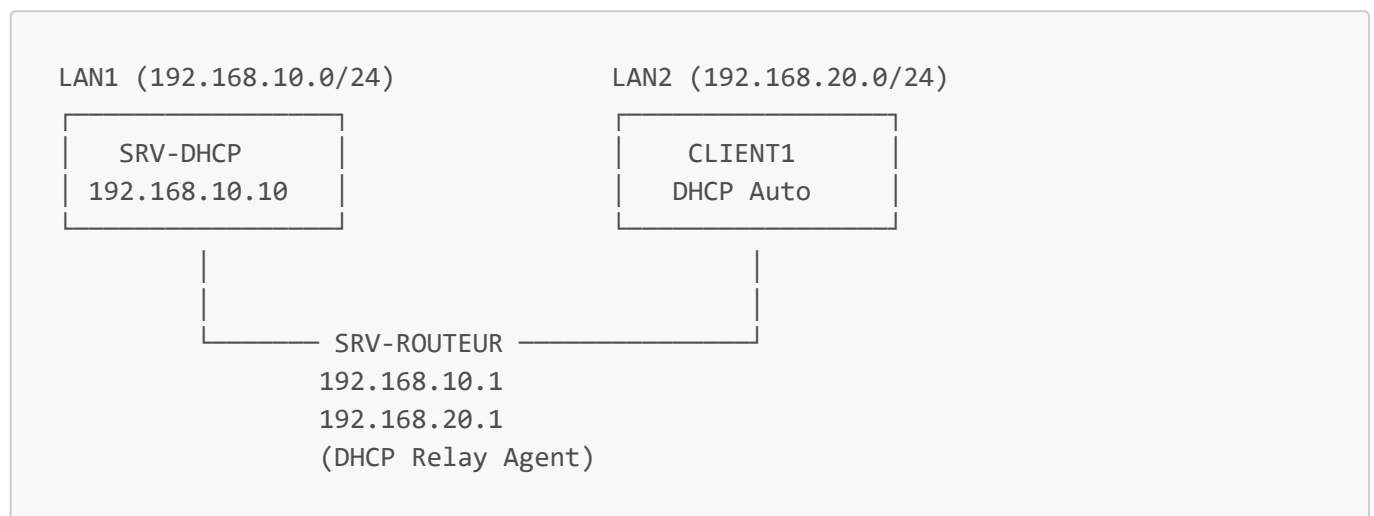 LAN1 (192.168.10.0/24) LAN2 (192.168.20.0/24)
SRV-DHCP CLIENT1
192.168.10.10 DHCP Auto
SRV-ROUTEUR
192.168.10.1
192.168.20.1
(DHCP Relay Agent)